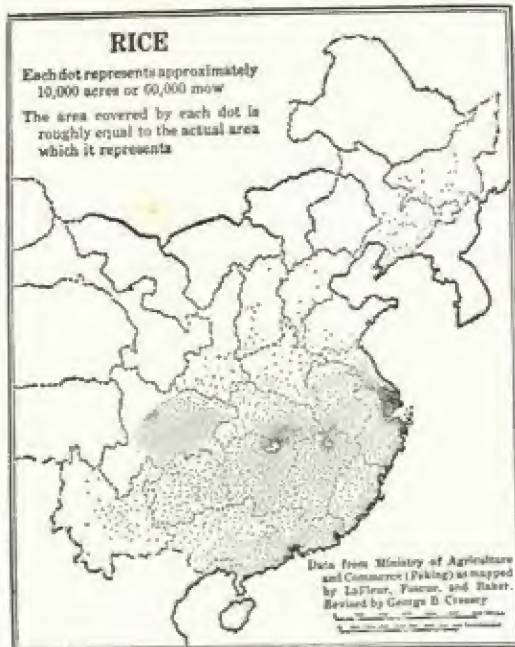 RICE
Each dot represents approximately
10,000 acres or 60,000 mow
The area covered by each dot is
roughly equal to the actual area
which it represents
Data from Ministry of Agriculture
and Commerce (Peking) as mapped
by LaFleur, Foscue, and Baker.
Revised by George B. Cressey